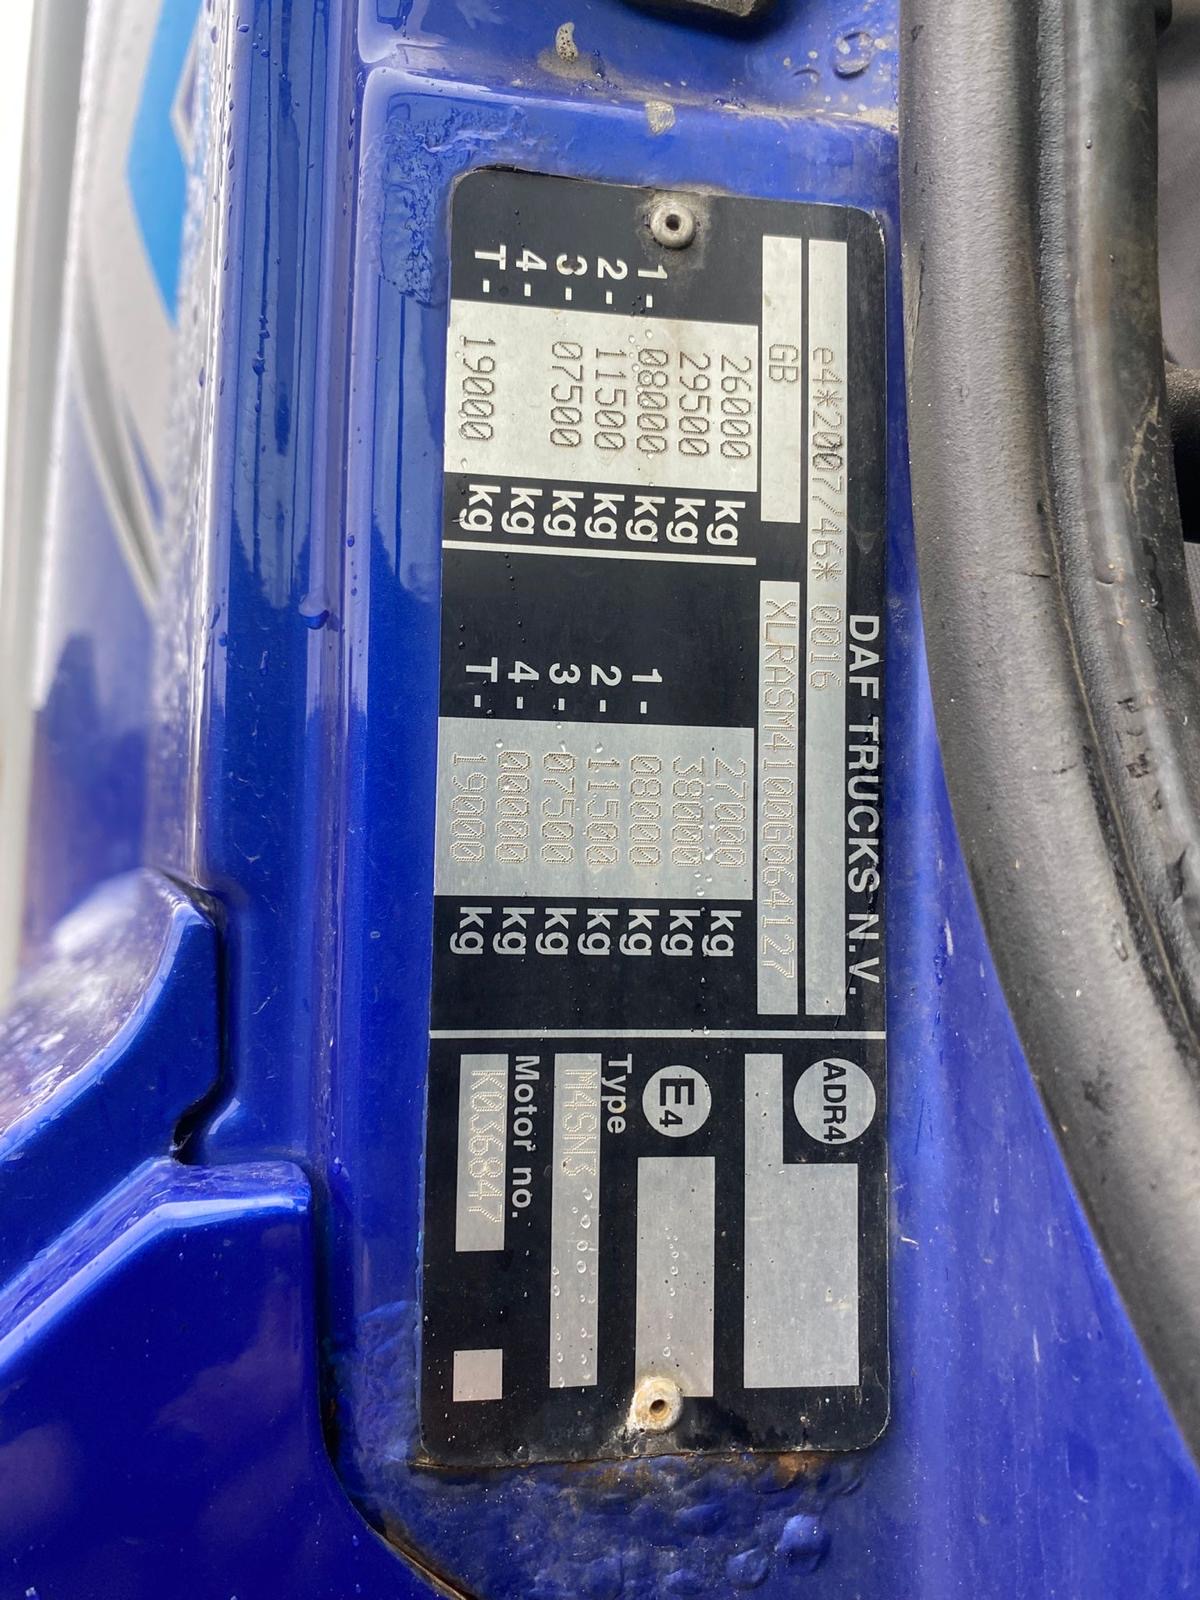 DAF TRUCKS N.V.
e4*2007/46* 0016
GB XLRASM4100G064127
26000 kg
29500 kg
1- 08000 kg
2- 11500 kg
3- 07500 kg
4- kg
T- 19000 kg
27000 kg
38000 kg
1- 08000 kg
2- 11500 kg
3- 07500 kg
4- 00000 kg
T- 19000 kg
ADR4
E4
Type
M4SN3
Motor no.
K036847